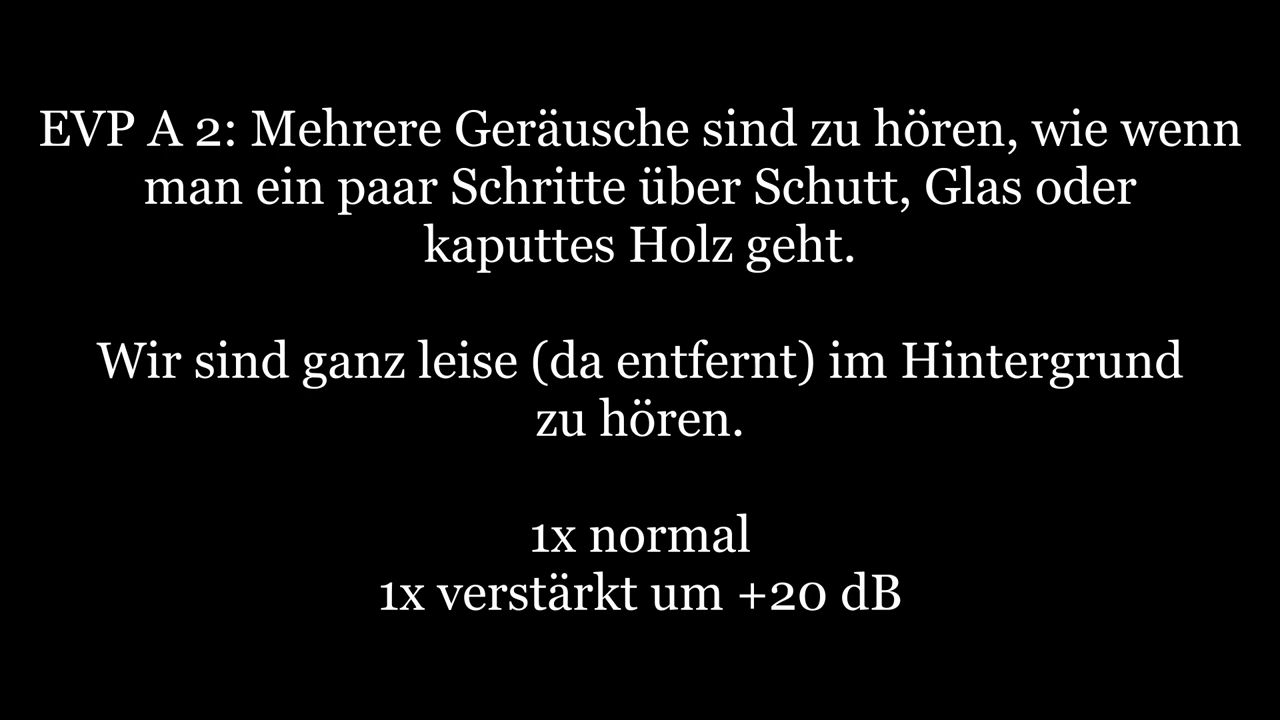 EVP A 2: Mehrere Geräusche sind zu hören, wie wenn
man ein paar Schritte über Schutt, Glas oder
kaputtes Holz geht.
Wir sind ganz leise (da entfernt) im Hintergrund
zu hören.
1x normal
1x verstärkt um +20 dB